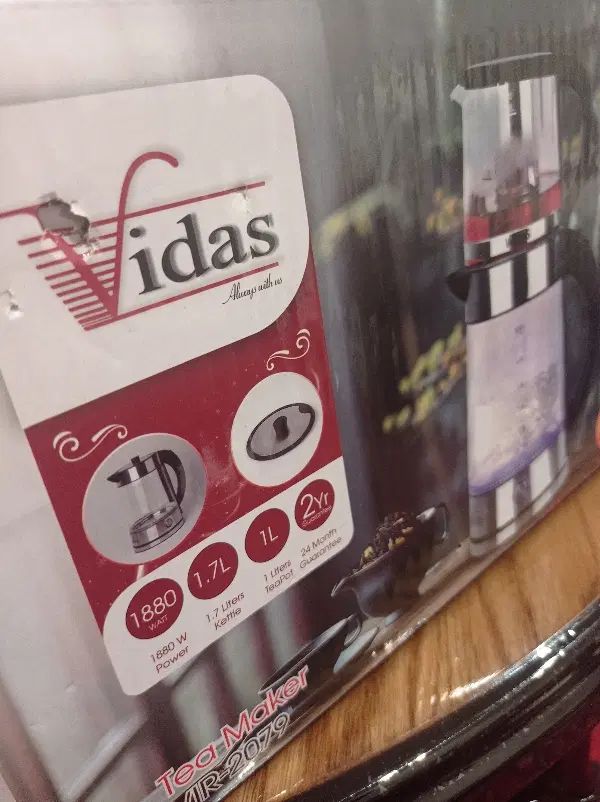 Vidas
Always with us
1880
WATT
1880 W
Power
1.7L
1.7 Liters
Kettle
1L
1 Liters
TeaPot
2Yr
Guarantee
24 Month
Guarantee
Tea Maker
IR-2079